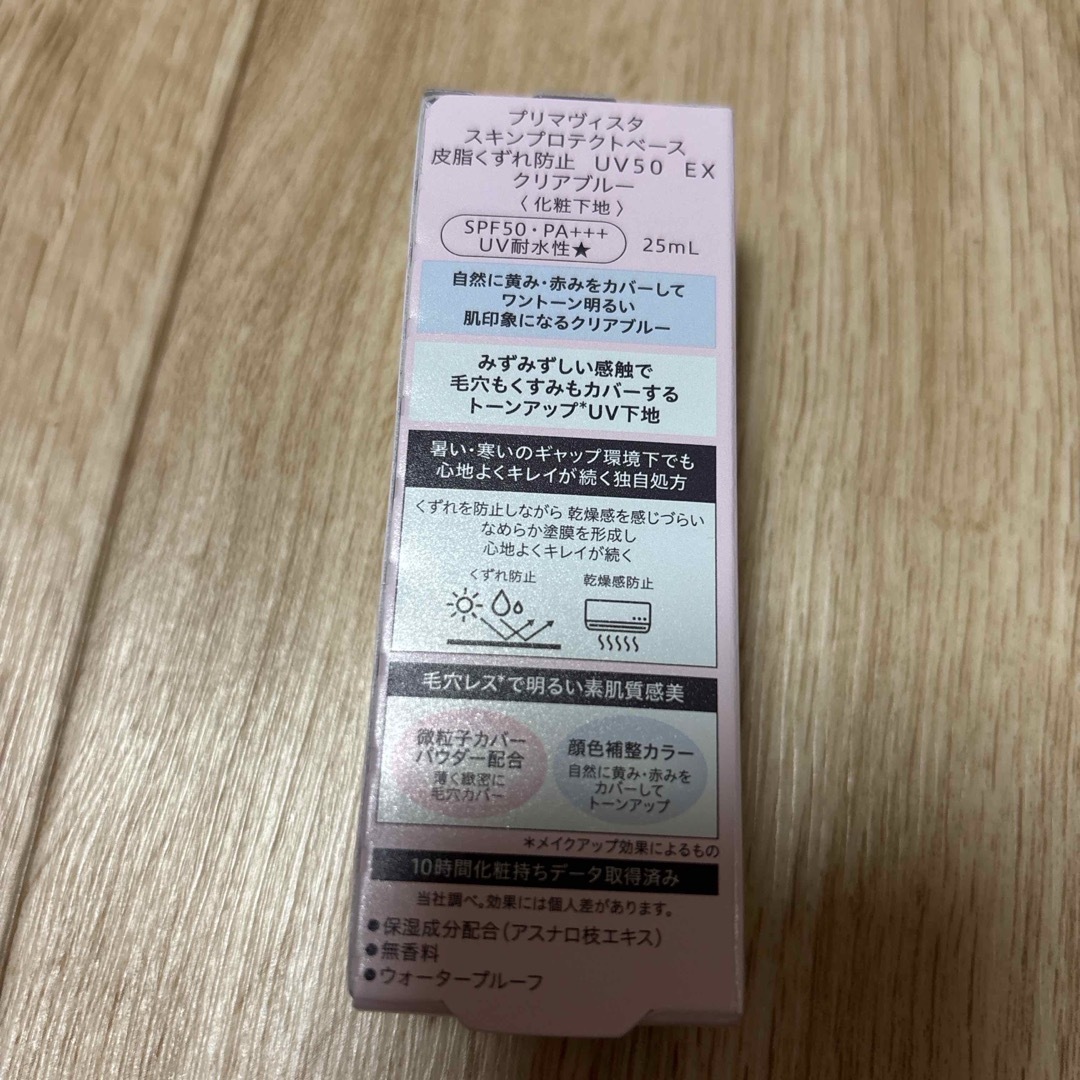 プリマヴィスタ
スキンプロテクトベース
皮脂くずれ防止 UV50 EX
クリアブルー
〈化粧下地〉
SPF50・PA+++
UV耐水性★
25mL
自然に黄み・赤みをカバーして
ワントーン明るい
肌印象になるクリアブルー
みずみずしい感触で
毛穴もくすみもカバーする
トーンアップ*UV下地
暑い・寒いのギャップ環境下でも
心地よくキレイが続く独自処方
くずれを防止しながら 乾燥感を感じづらい
なめらか塗膜を形成し
心地よくキレイが続く
くずれ防止
乾燥感防止
毛穴レス*で明るい素肌質感美
微粒子カバー
パウダー配合
薄く緻密に
毛穴カバー
顔色補整カラー
自然に黄み・赤みを
カバーして
トーンアップ
*メイクアップ効果によるもの
10時間化粧持ちデータ取得済み
当社調べ。効果には個人差があります。
●保湿成分配合(アスナロ枝エキス)
●無香料
●ウォータープルーフ